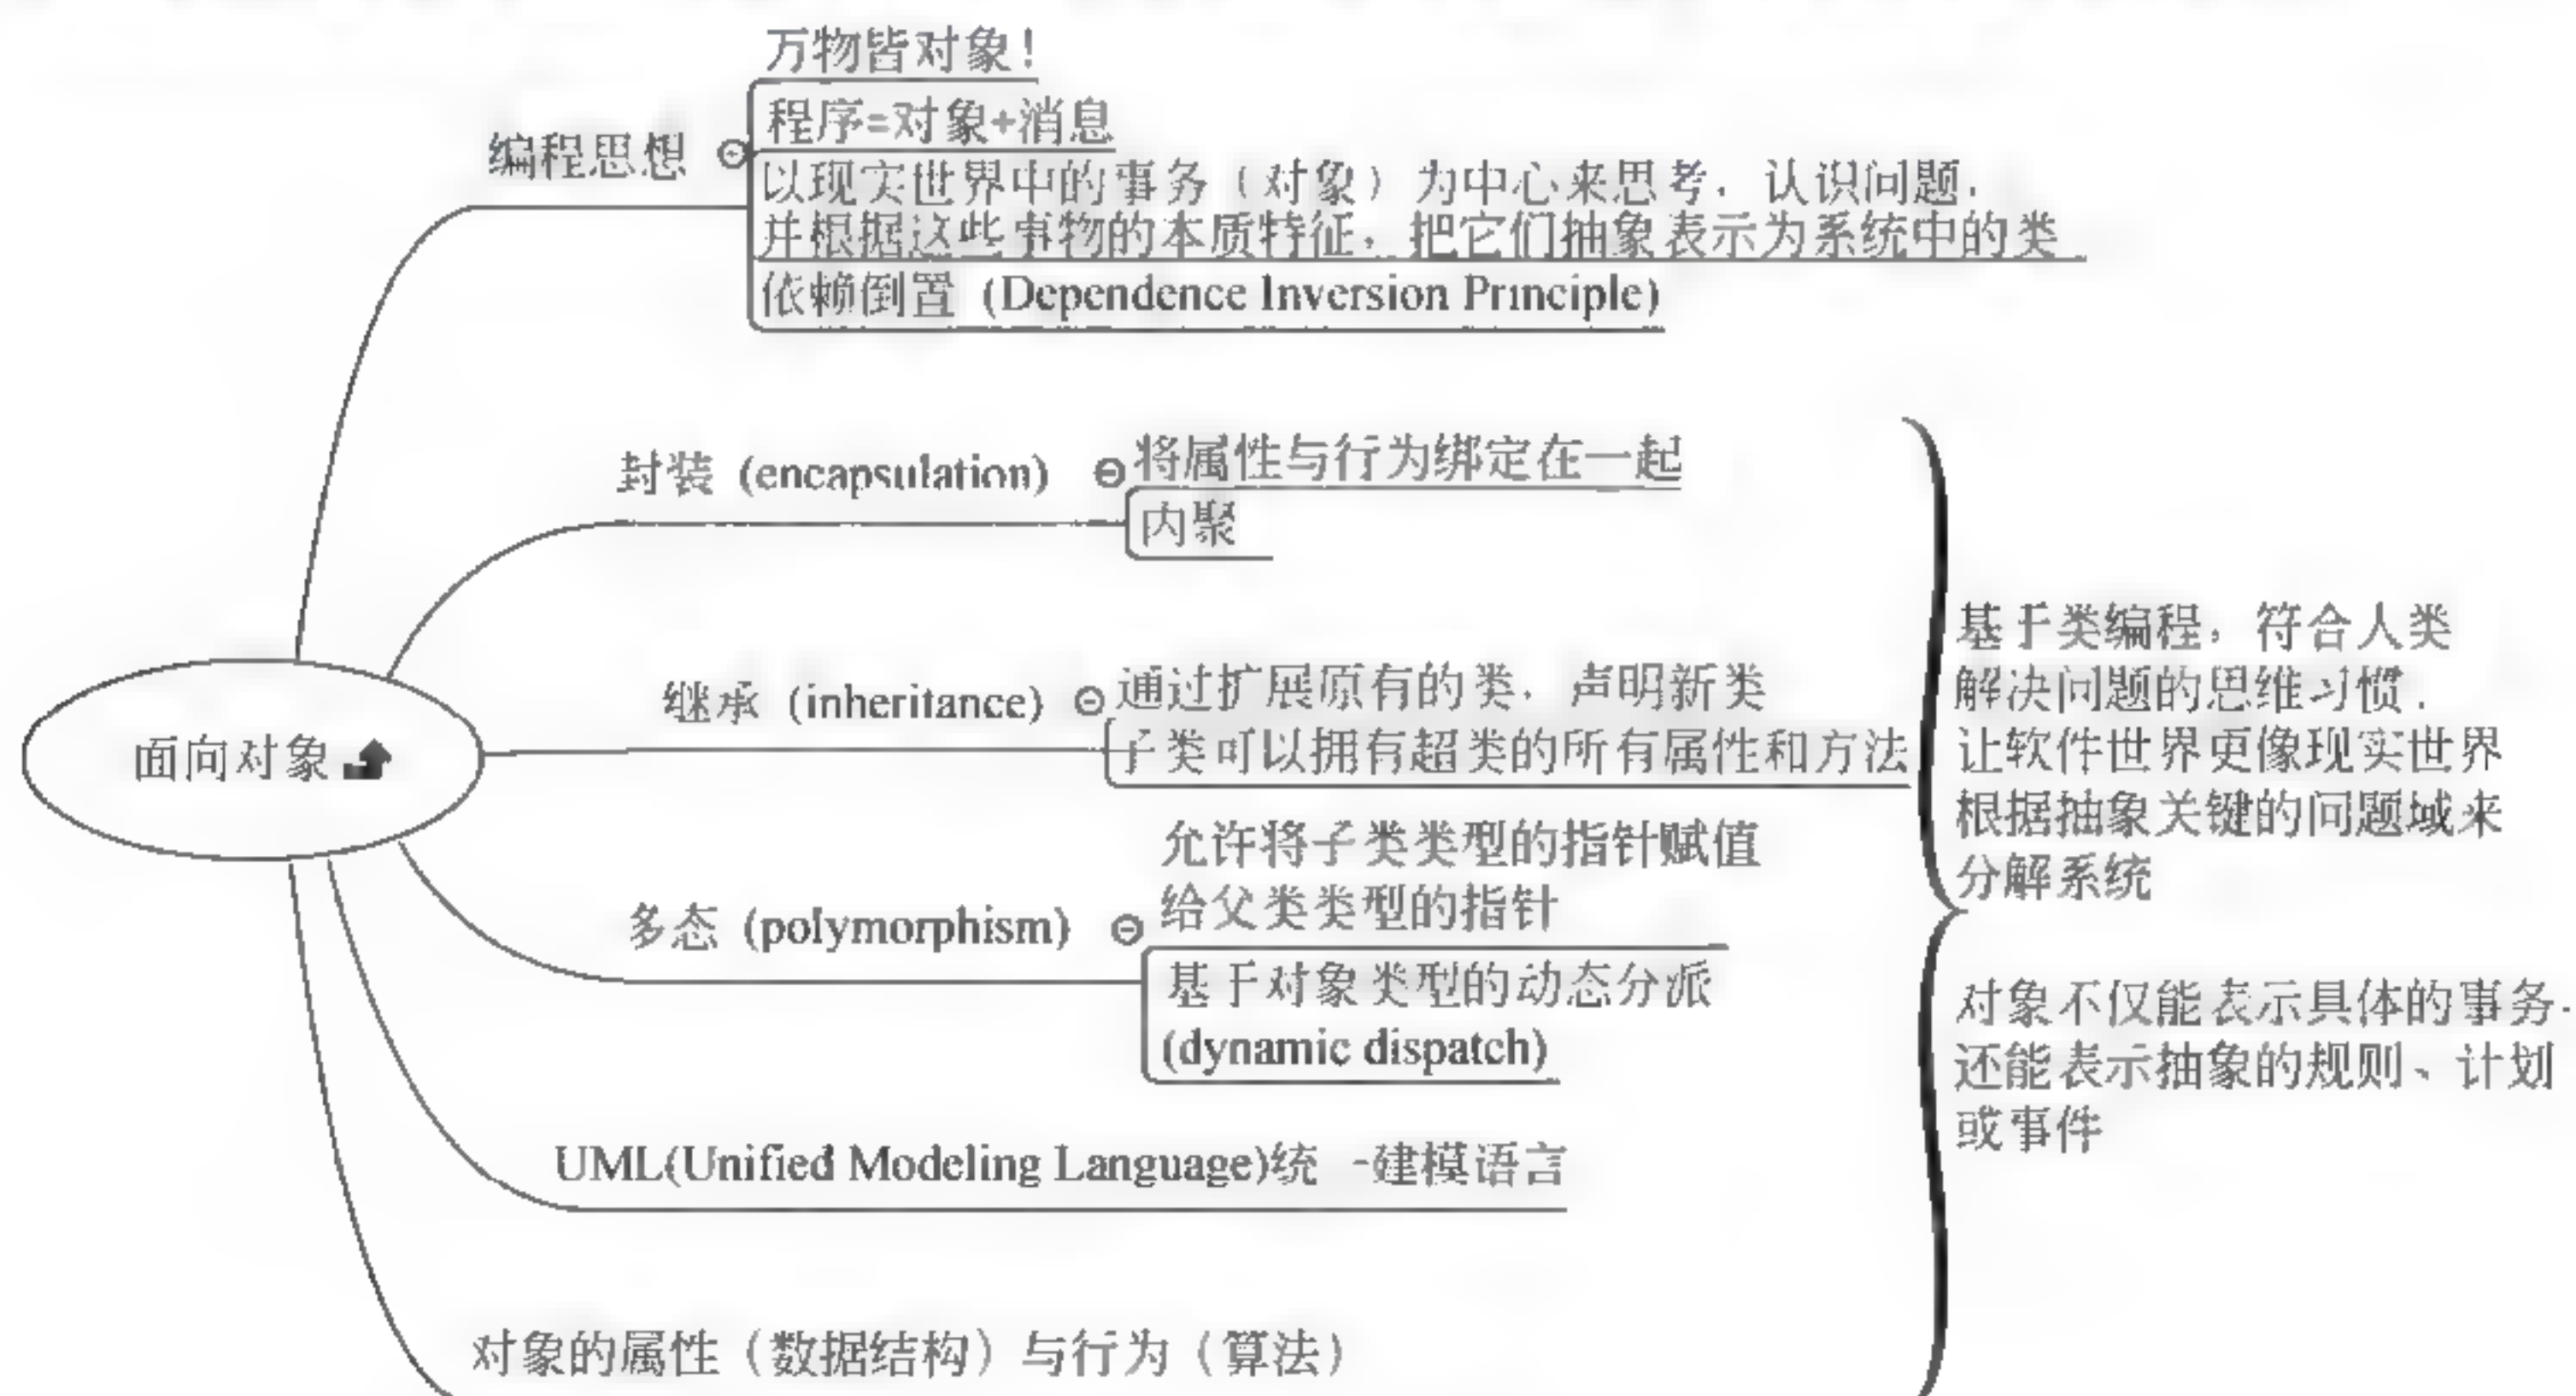 万物皆对象！
程序=对象+消息
编程思想
以现实世界中的事务（对象）为中心来思考，认识问题，
并根据这些事物的本质特征，把它们抽象表示为系统中的类
依赖倒置 (Dependence Inversion Principle)
封装 (encapsulation)
将属性与行为绑定在一起
内聚
继承 (inheritance)
通过扩展原有的类，声明新类
子类可以拥有超类的所有属性和方法
面向对象
多态 (polymorphism)
允许将子类类型的指针赋值
给父类类型的指针
基于对象类型的动态分派
(dynamic dispatch)
UML(Unified Modeling Language)统一建模语言
对象的属性（数据结构）与行为（算法）
基于类编程，符合人类
解决问题的思维习惯，
让软件世界更像现实世界
根据抽象关键的问题域来
分解系统
对象不仅能表示具体的事务，
还能表示抽象的规则、计划
或事件